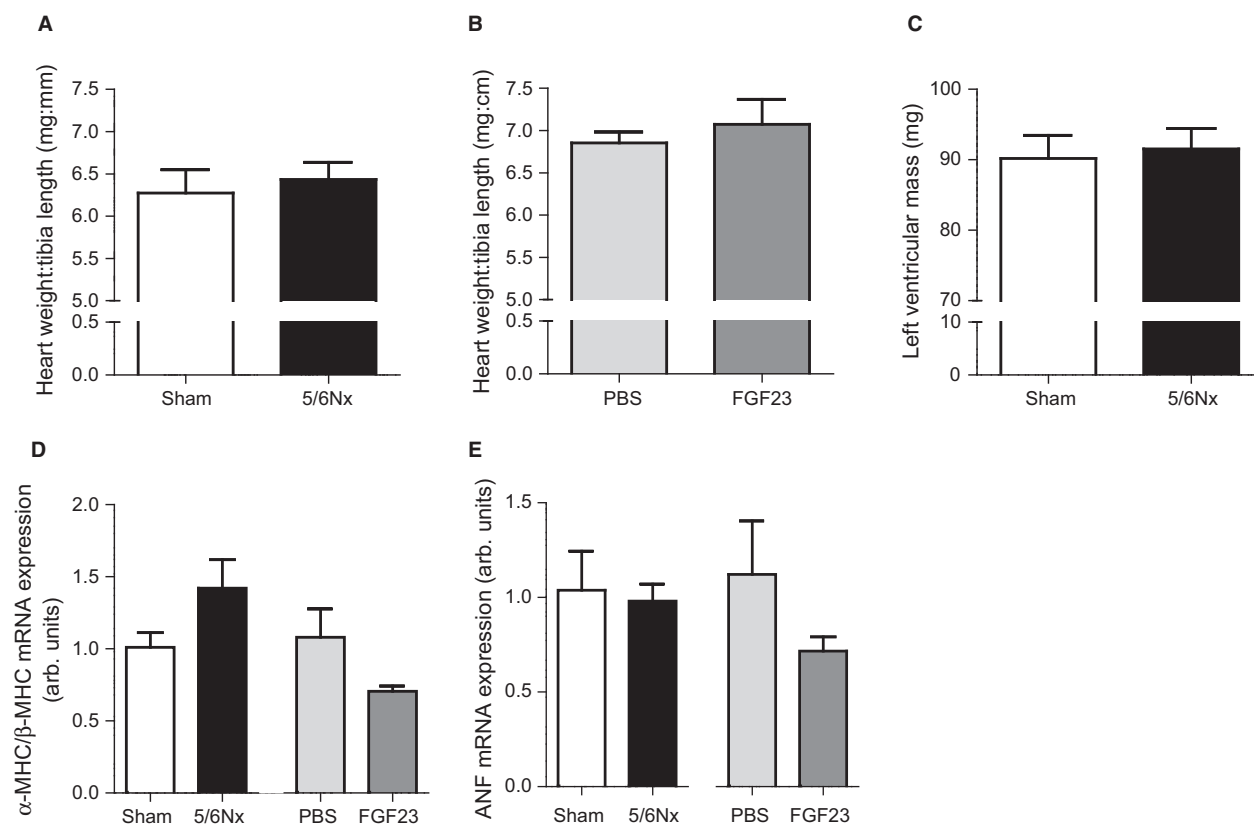 A
Heart weight:tibia length (mg:mm)
7.5
7.0
6.5
6.0
5.5
5.0
0.5
0.0
Sham 5/6Nx
B
Heart weight:tibia length (mg:cm)
7.5
7.0
6.5
6.0
5.5
5.0
0.5
0.0
PBS FGF23
C
Left ventricular mass (mg)
100
90
80
70
10
0
Sham 5/6Nx
D
α-MHC/β-MHC mRNA expression
(arb. units)
2.0
1.5
1.0
0.5
0.0
Sham 5/6Nx PBS FGF23
E
ANF mRNA expression (arb. units)
1.5
1.0
0.5
0.0
Sham 5/6Nx PBS FGF23